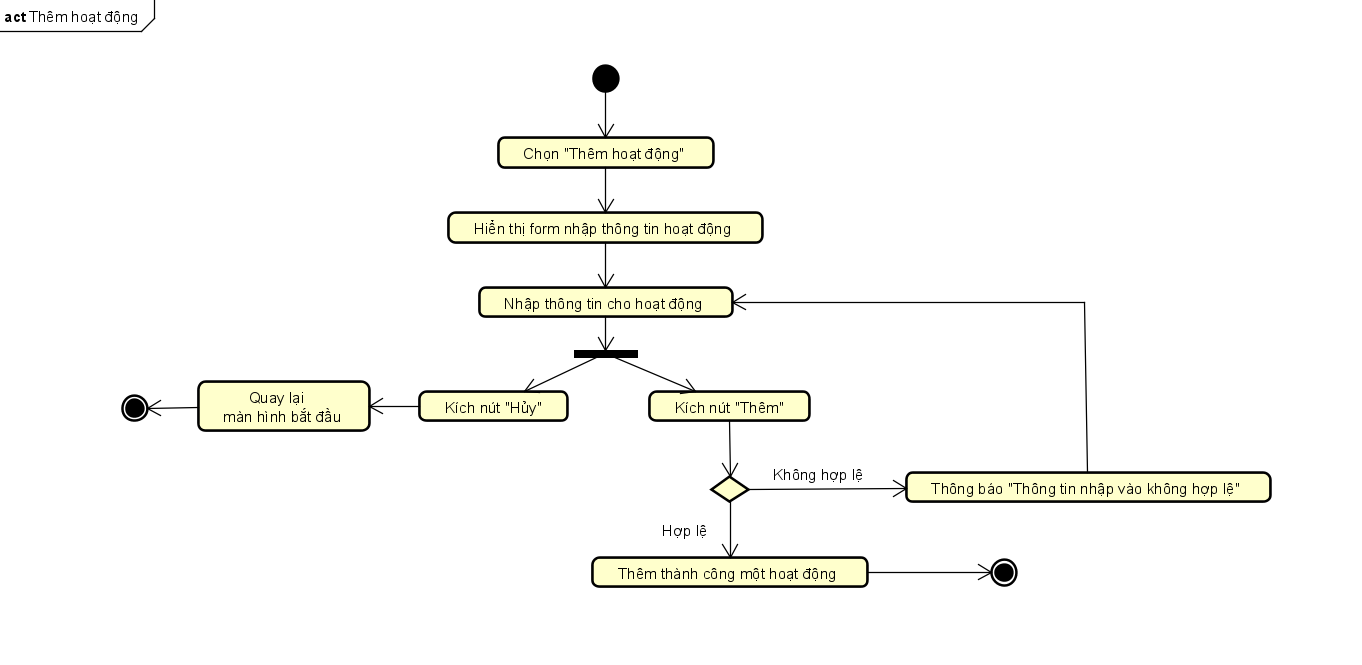 act Thêm hoạt động
Chọn "Thêm hoạt động"
Hiển thị form nhập thông tin hoạt động
Nhập thông tin cho hoạt động
Quay lại
màn hình bắt đầu
Kích nút "Hủy"
Kích nút "Thêm"
Không hợp lệ
Thông báo "Thông tin nhập vào không hợp lệ"
Hợp lệ
Thêm thành công một hoạt động